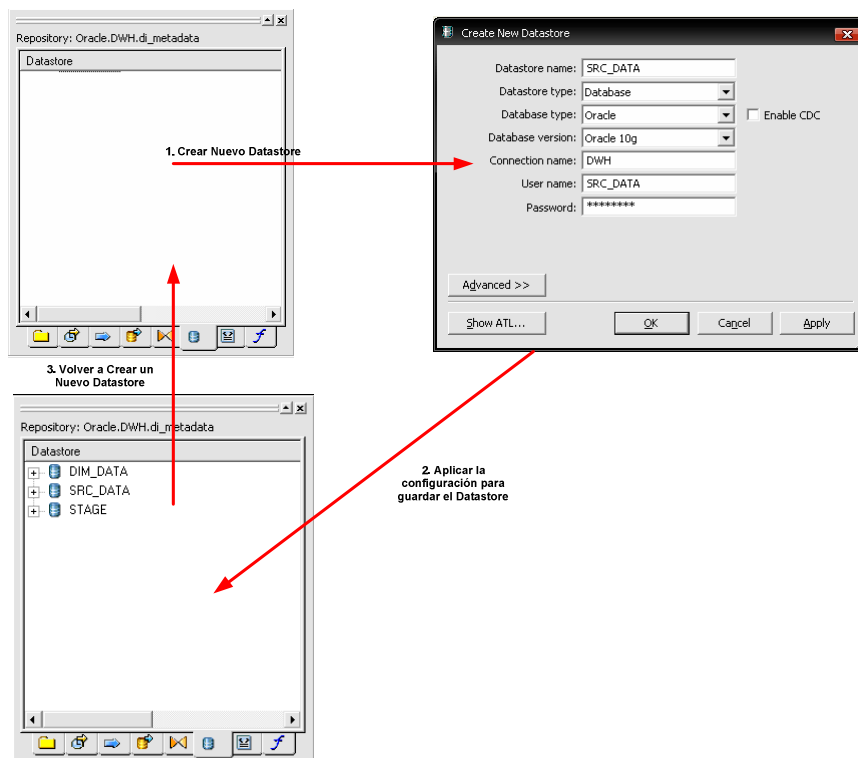 Repository: Oracle.DWH.di_metadata
Datastore
1. Crear Nuevo Datastore
Create New Datastore
Datastore name: SRC_DATA
Datastore type: Database
Database type: Oracle
Enable CDC
Database version: Oracle 10g
Connection name: DWH
User name: SRC_DATA
Password: ********
Advanced >>
Show ATL...
OK
Cancel
Apply
3. Volver a Crear un
Nuevo Datastore
Repository: Oracle.DWH.di_metadata
Datastore
DIM_DATA
SRC_DATA
STAGE
2. Aplicar la
configuración para
guardar el Datastore